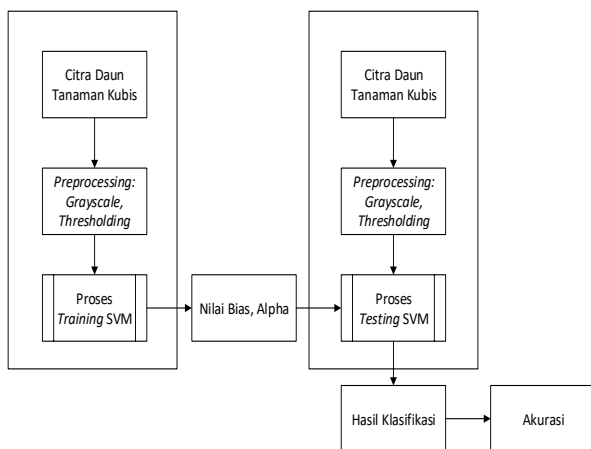 Citra Daun
Tanaman Kubis
Preprocessing:
Grayscale,
Thresholding
Proses
Training SVM
Nilai Bias, Alpha
Citra Daun
Tanaman Kubis
Preprocessing:
Grayscale,
Thresholding
Proses
Testing SVM
Hasil Klasifikasi
Akurasi